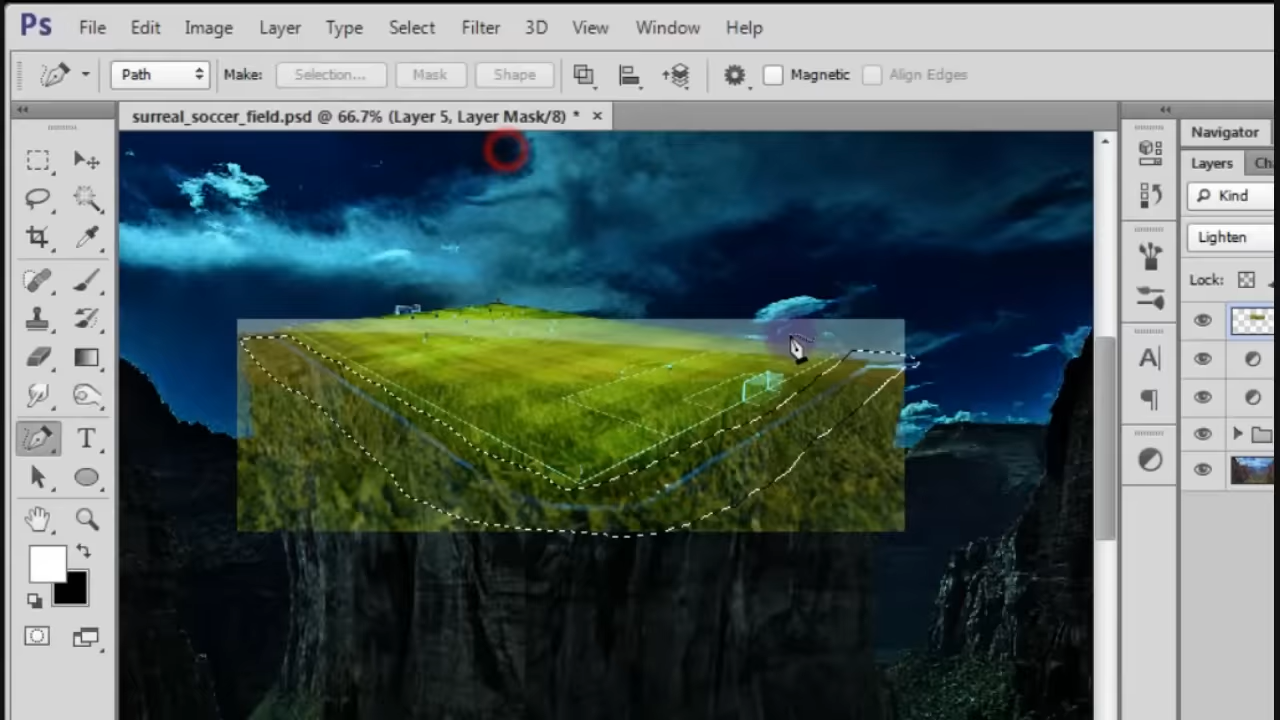 Ps File Edit Image Layer Type Select Filter 3D View Window Help
Path Make: Selection... Mask Shape Magnetic Align Edges
surreal_soccer_field.psd @ 66.7% (Layer 5, Layer Mask/8) * ×
Navigator
Layers Cha
Kind
Lighten
Lock:
T
A